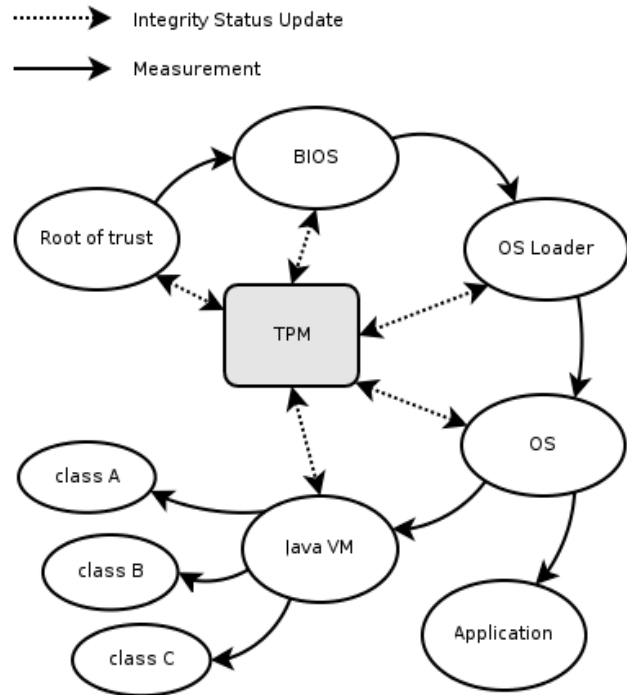 Integrity Status Update
Measurement
BIOS
Root of trust
OS Loader
TPM
OS
class A
Java VM
class B
Application
class C